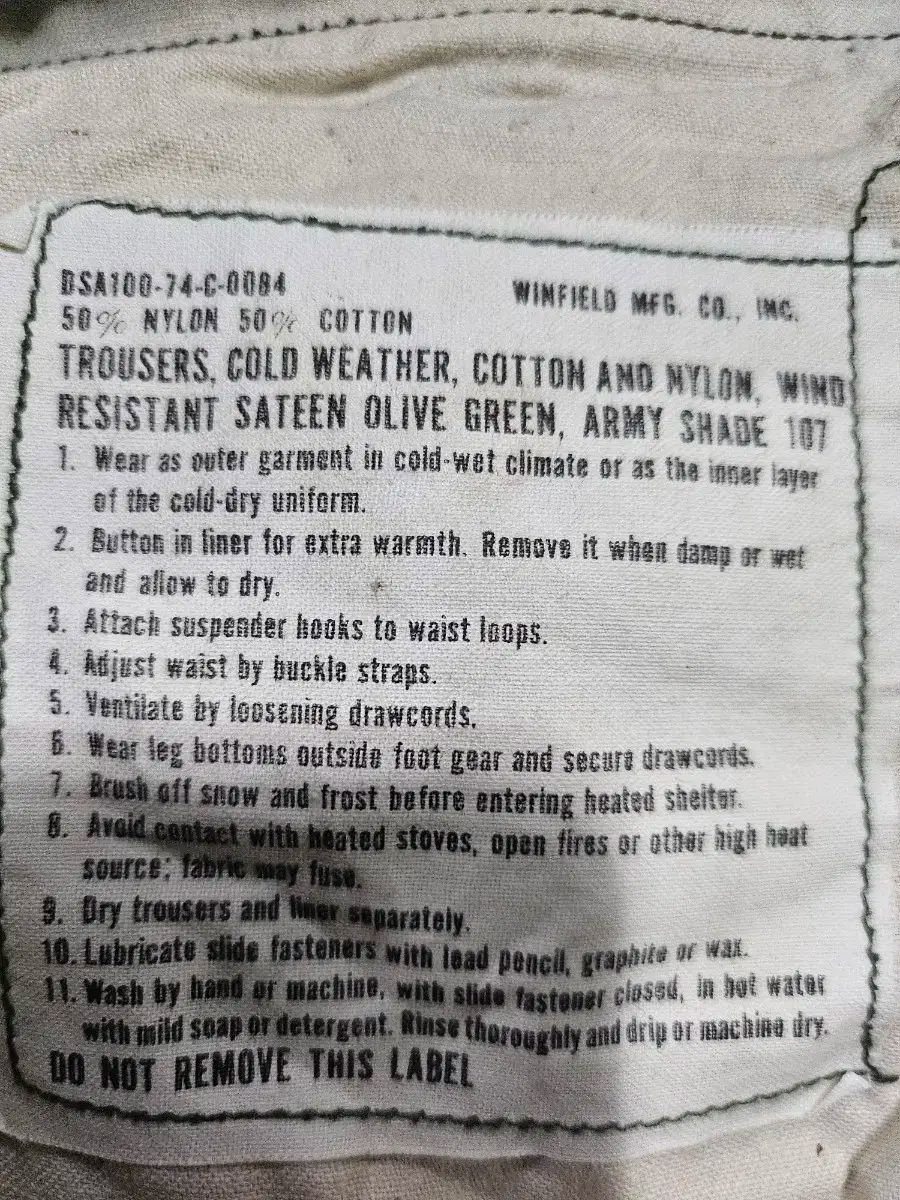 DSA100-74-C-0084
WINFIELD MFG. CO., INC.
50% NYLON 50% COTTON
TROUSERS, COLD WEATHER, COTTON AND NYLON, WIND
RESISTANT SATEEN OLIVE GREEN, ARMY SHADE 107
1. Wear as outer garment in cold-wet climate or as the inner layer
of the cold-dry uniform.
2. Button in liner for extra warmth. Remove it when damp or wet
and allow to dry.
3. Attach suspender hooks to waist loops.
4. Adjust waist by buckle straps.
5. Ventilate by loosening drawcords.
6. Wear leg bottoms outside foot gear and secure drawcords.
7. Brush off snow and frost before entering heated shelter.
8. Avoid contact with heated stoves, open fires or other high heat
source; fabric may fuse.
9. Dry trousers and liner separately.
10. Lubricate slide fasteners with lead pencil, graphite or wax.
11. Wash by hand or machine, with slide fastener closed, in hot water
with mild soap or detergent. Rinse thoroughly and drip or machine dry.
DO NOT REMOVE THIS LABEL